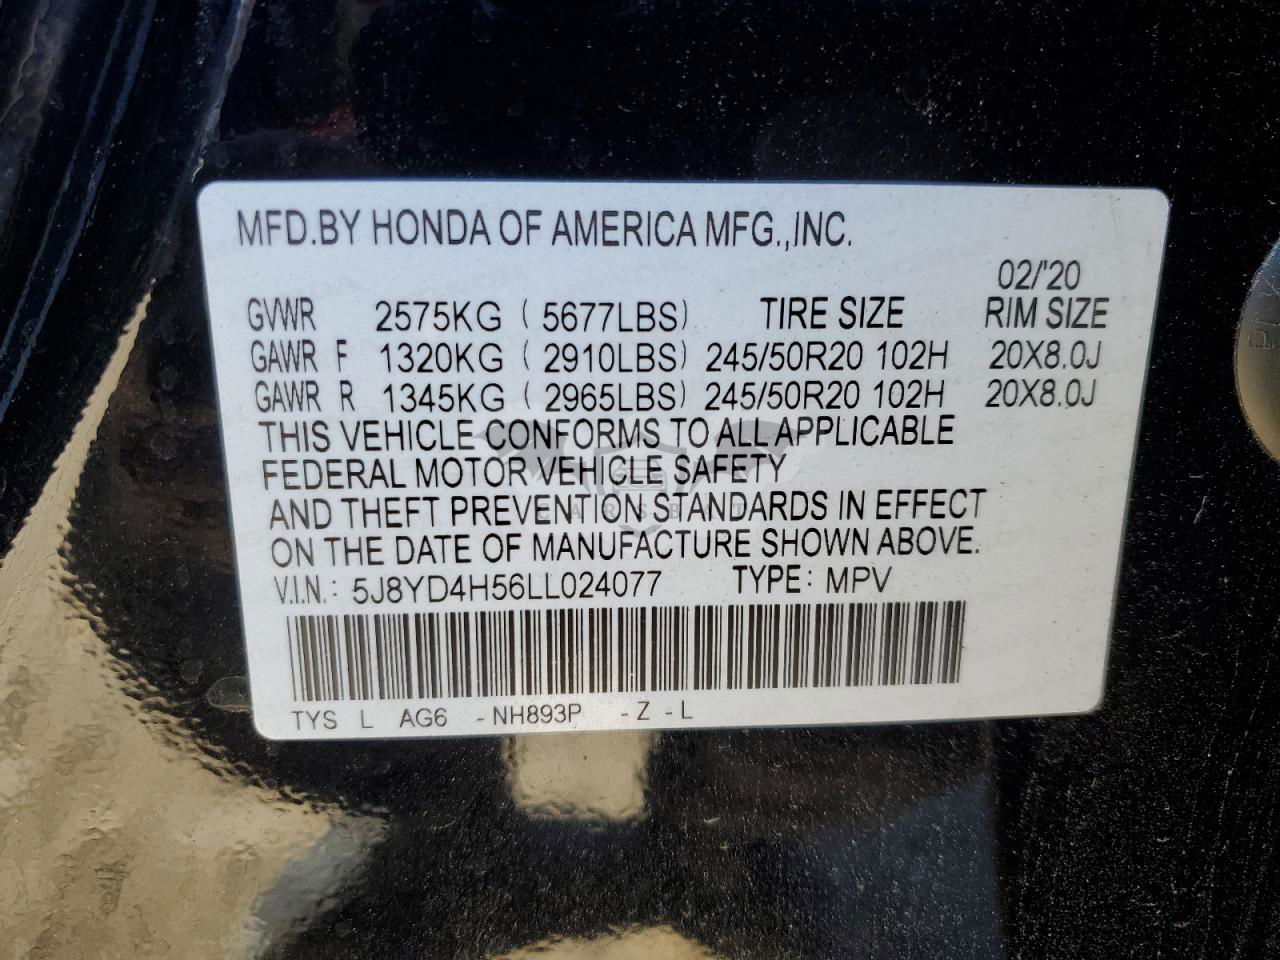 MFD.BY HONDA OF AMERICA MFG.,INC.
02/'20
GVWR 2575KG ( 5677LBS) TIRE SIZE RIM SIZE
GAWR F 1320KG ( 2910LBS) 245/50R20 102H 20X8.0J
GAWR R 1345KG ( 2965LBS) 245/50R20 102H 20X8.0J
THIS VEHICLE CONFORMS TO ALL APPLICABLE
FEDERAL MOTOR VEHICLE SAFETY
AND THEFT PREVENTION STANDARDS IN EFFECT
ON THE DATE OF MANUFACTURE SHOWN ABOVE.
V.I.N.: 5J8YD4H56LL024077 TYPE: MPV
TYS L AG6 -NH893P -Z -L